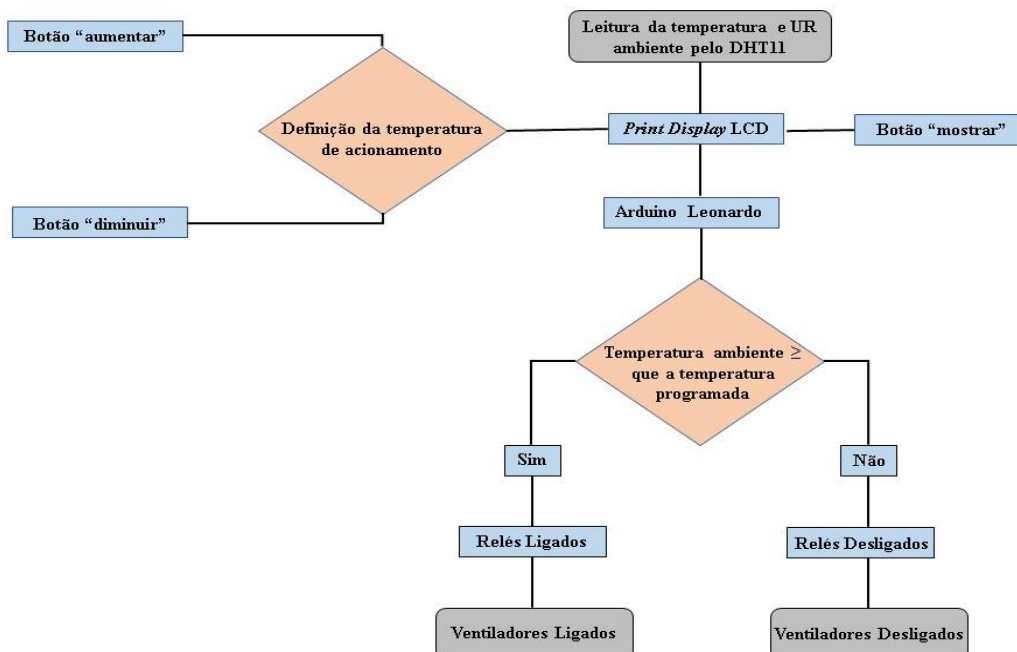 Botão “aumentar”
Leitura da temperatura e UR
ambiente pelo DHT11
Definição da temperatura
de acionamento
Print Display LCD
Botão “mostrar”
Botão “diminuir”
Arduino Leonardo
Temperatura ambiente ≥
que a temperatura
programada
Sim
Não
Relés Ligados
Relés Desligados
Ventiladores Ligados
Ventiladores Desligados